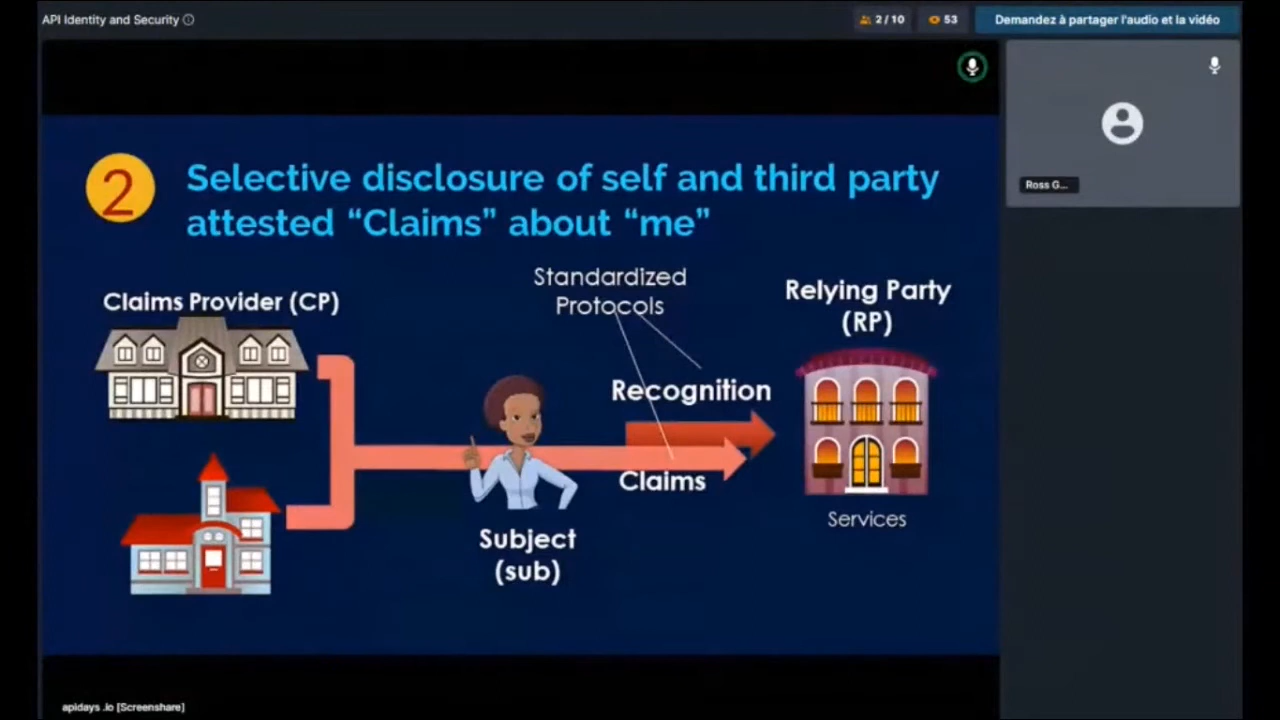 API Identity and Security
2 / 10
53
Demandez à partager l'audio et la vidéo
Ross G...
2
Selective disclosure of self and third party
attested “Claims” about “me”
Standardized
Protocols
Claims Provider (CP)
Relying Party
(RP)
Recognition
Claims
Services
Subject
(sub)
apidays .io [Screenshare]